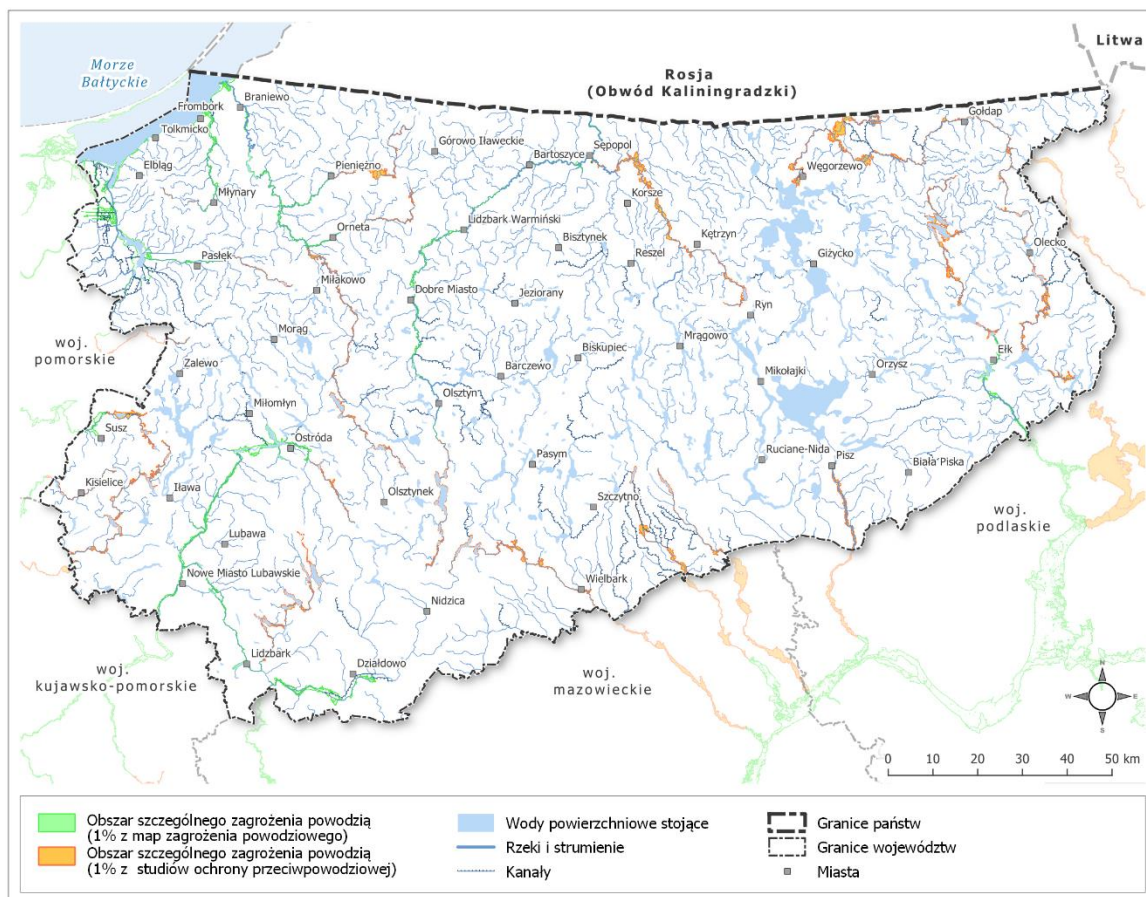 Litwa
Morze
Bałtyckie
Rosja
(Obwód Kaliningradzki)
Braniewo
Frombork
Gołdap
Tolkmicko
Górowo Iławeckie
Sępopol
Bartoszyce
Elbląg
Pieniężno
Węgorzewo
Młynary
Korsze
Lidzbark Warmiński
Orneta
Bisztynek
Kętrzyn
Olecko
Pasłęk
Reszel
Giżycko
Miłakowo
Dobre Miasto
Jeziorany
Ryn
Morąg
Mrągowo
woj.
pomorskie
Biskupiec
Ełk
Zalewo
Barczewo
Orzysz
Mikołajki
Olsztyn
Miłomłyn
Susz
Ostróda
Ruciane-Nida
Pisz
Pasym
Biała Piska
Kisielice
Iława
Olsztynek
Szczytno
woj.
podlaskie
Lubawa
Nowe Miasto Lubawskie
Wielbark
Nidzica
Lidzbark
Działdowo
woj.
kujawsko-pomorskie
woj.
mazowieckie
N
W E
S
0 10 20 30 40 50 km
Obszar szczególnego zagrożenia powodzią
(1% z map zagrożenia powodziowego)
Obszar szczególnego zagrożenia powodzią
(1% z studiów ochrony przeciwpowodziowej)
Wody powierzchniowe stojące
Rzeki i strumienie
Kanały
Granice państw
Granice województw
Miasta